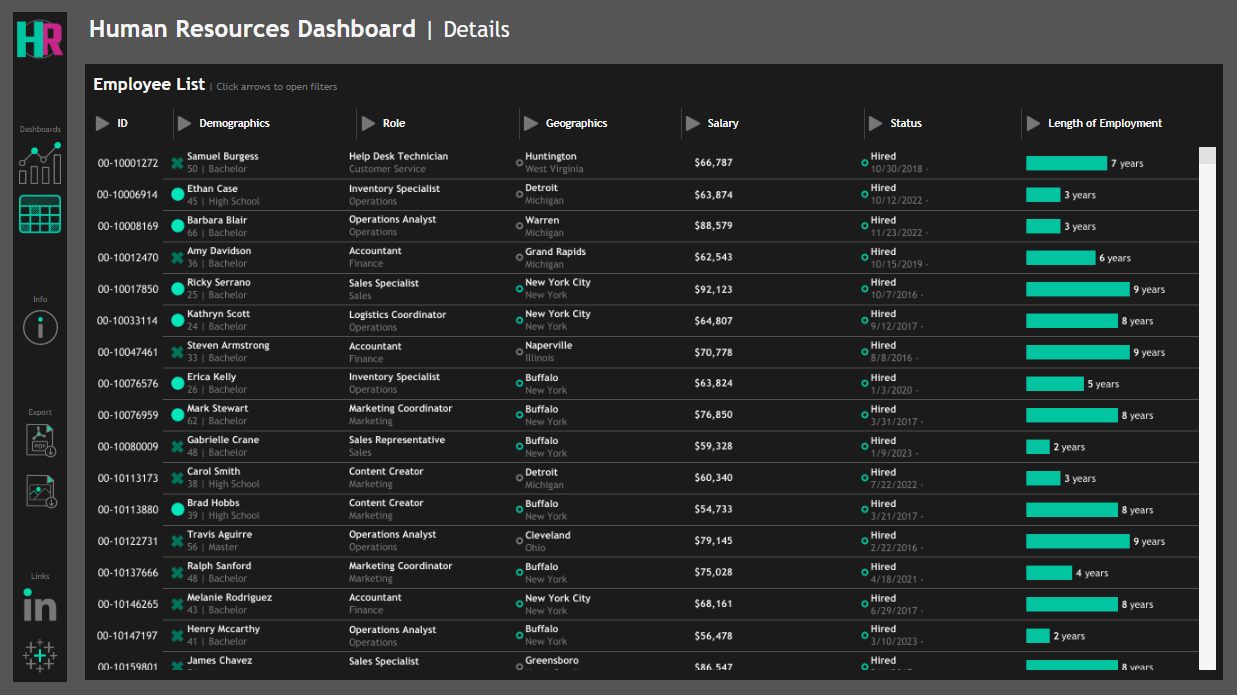 HR
Human Resources Dashboard | Details
Employee List | Click arrows to open filters
ID Demographics Role Geographics Salary Status Length of Employment
Dashboards
Info
Export
PDF
Links
in
00-10001272 Samuel Burgess Help Desk Technician Huntington $66,787 Hired 7 years
50 | Bachelor Customer Service West Virginia 10/30/2018 -
00-10006914 Ethan Case Inventory Specialist Detroit $63,874 Hired 3 years
45 | High School Operations Michigan 10/12/2022 -
00-10008169 Barbara Blair Operations Analyst Warren $88,579 Hired 3 years
66 | Bachelor Operations Michigan 11/23/2022 -
00-10012470 Amy Davidson Accountant Grand Rapids $62,543 Hired 6 years
36 | Bachelor Finance Michigan 10/15/2019 -
00-10017850 Ricky Serrano Sales Specialist New York City $92,123 Hired 9 years
25 | Bachelor Sales New York 10/7/2016 -
00-10033114 Kathryn Scott Logistics Coordinator New York City $64,807 Hired 8 years
24 | Bachelor Operations New York 9/12/2017 -
00-10047461 Steven Armstrong Accountant Naperville $70,778 Hired 9 years
33 | Bachelor Finance Illinois 8/8/2016 -
00-10076576 Erica Kelly Inventory Specialist Buffalo $63,824 Hired 5 years
26 | Bachelor Operations New York 1/3/2020 -
00-10076959 Mark Stewart Marketing Coordinator Buffalo $76,850 Hired 8 years
62 | Bachelor Marketing New York 3/31/2017 -
00-10080009 Gabrielle Crane Sales Representative Buffalo $59,328 Hired 2 years
48 | Bachelor Sales New York 1/9/2023 -
00-10113173 Carol Smith Content Creator Detroit $60,340 Hired 3 years
38 | High School Marketing Michigan 7/22/2022 -
00-10113880 Brad Hobbs Content Creator Buffalo $54,733 Hired 8 years
39 | High School Marketing New York 3/21/2017 -
00-10122731 Travis Aguirre Operations Analyst Cleveland $79,145 Hired 9 years
56 | Master Operations Ohio 2/22/2016 -
00-10137666 Ralph Sanford Marketing Coordinator Buffalo $75,028 Hired 4 years
48 | Bachelor Marketing New York 4/18/2021 -
00-10146265 Melanie Rodriguez Accountant New York City $68,161 Hired 8 years
43 | Bachelor Finance New York 6/29/2017 -
00-10147197 Henry Mccarthy Operations Analyst Buffalo $56,478 Hired 2 years
41 | Bachelor Operations New York 3/10/2023 -
00-10159801 James Chavez Sales Specialist Greensboro $86,547 Hired 8 years